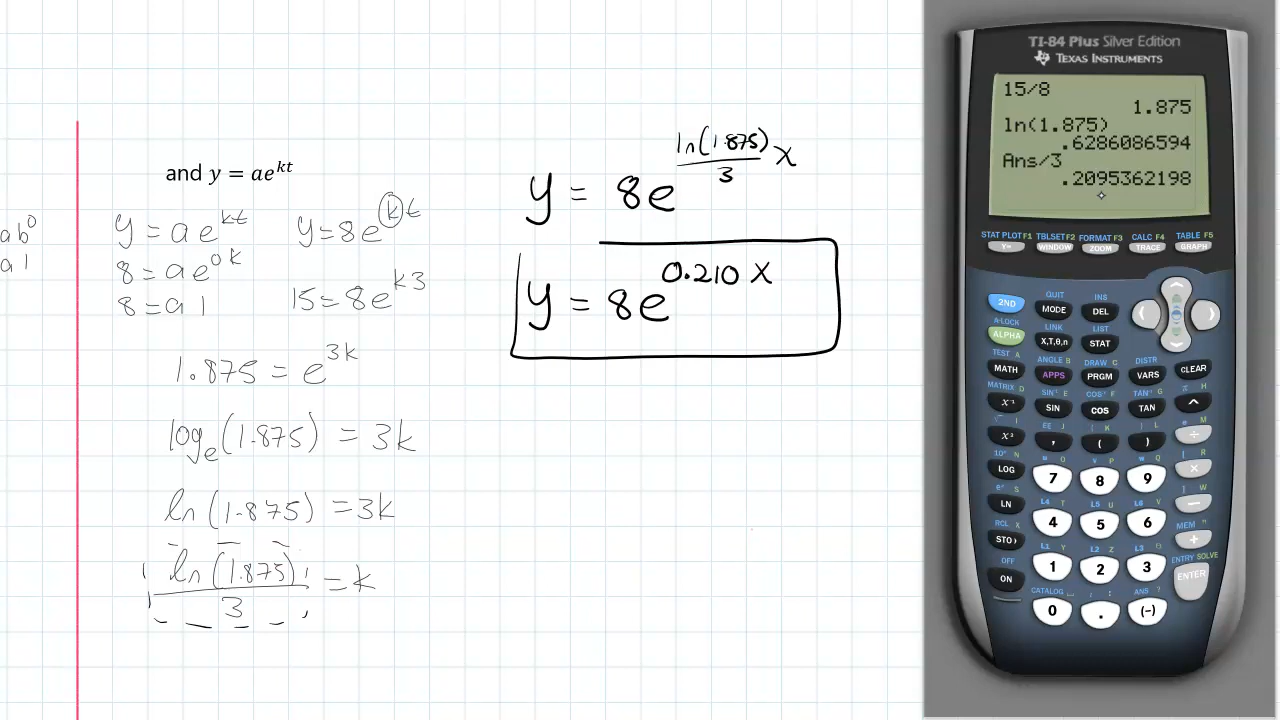 and y = ae^{kt}
ab^0
a1
y = ae^{kt}
8 = ae^{0k}
8 = a1
y = 8e^{kt}
15 = 8e^{k3}
1.875 = e^{3k}
log_e(1.875) = 3k
ln(1.875) = 3k
ln(1.875)/3 = k
y = 8e^{ln(1.875)/3 x}
y = 8e^{0.210x}
TI-84 Plus Silver Edition
TEXAS INSTRUMENTS
15/8
1.875
ln(1.875)
.6286086594
Ans/3
.2095362198
STAT PLOT F1 TBLSET F2 FORMAT F3 CALC F4 TABLE F5
Y= WINDOW ZOOM TRACE GRAPH
QUIT INS
2ND MODE DEL
A-LOCK LINK LIST
ALPHA X,T,θ,n STAT
TEST A ANGLE B DRAW C DISTR
MATH APPS PRGM VARS CLEAR
MATRIX D SIN⁻¹ E COS⁻¹ F TAN⁻¹ G π H
X⁻¹ SIN COS TAN ^
√ I EE J { K } L e M
X² , ( ) ÷
10ˣ N u O v P w Q [ R
LOG 7 8 9 ×
eˣ S L4 T L5 U L6 V ] W
LN 4 5 6 −
RCL X L1 Y L2 Z L3 Θ MEM "
STO› 1 2 3 +
OFF CATALOG ␣ i : ANS ? ENTRY SOLVE
ON 0 . (-) ENTER